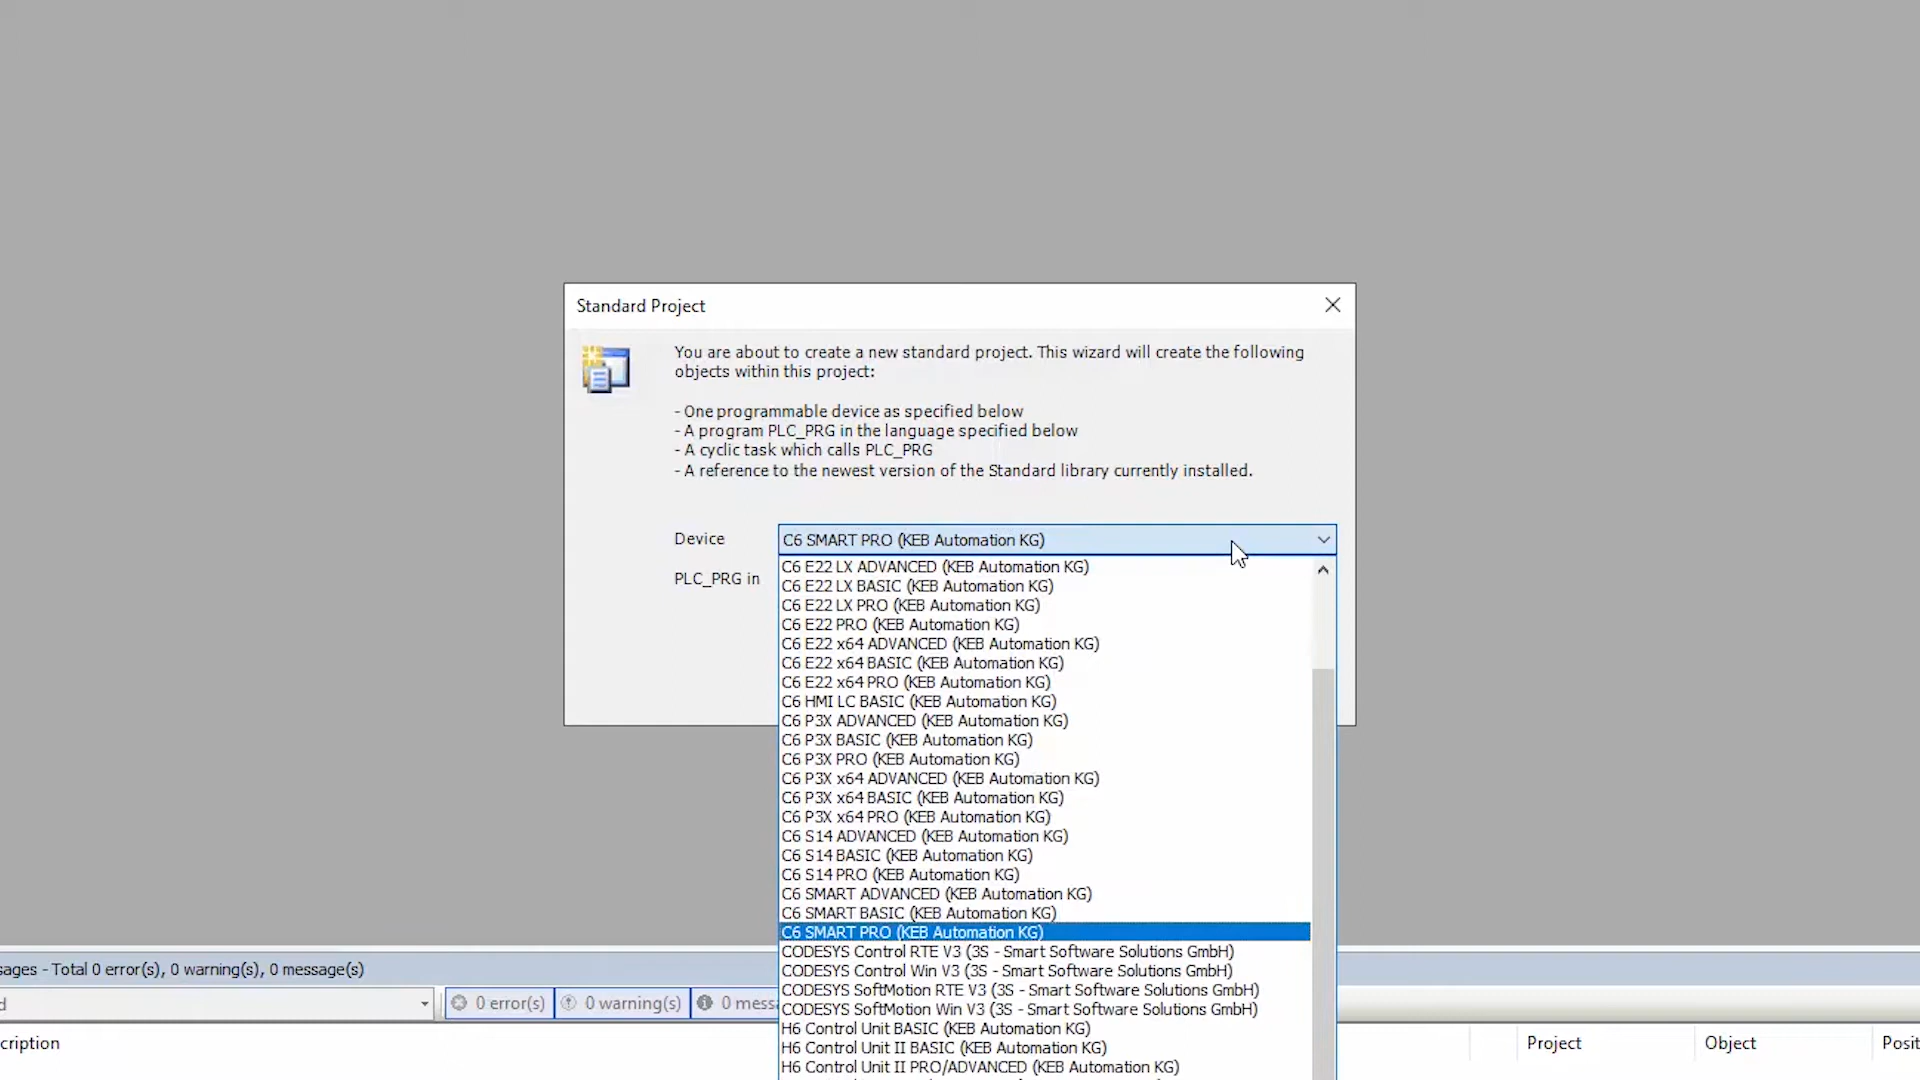 Standard Project
You are about to create a new standard project. This wizard will create the following
objects within this project:
- One programmable device as specified below
- A program PLC_PRG in the language specified below
- A cyclic task which calls PLC_PRG
- A reference to the newest version of the Standard library currently installed.
Device
C6 SMART PRO (KEB Automation KG)
PLC_PRG in
C6 E22 LX ADVANCED (KEB Automation KG)
C6 E22 LX BASIC (KEB Automation KG)
C6 E22 LX PRO (KEB Automation KG)
C6 E22 PRO (KEB Automation KG)
C6 E22 x64 ADVANCED (KEB Automation KG)
C6 E22 x64 BASIC (KEB Automation KG)
C6 E22 x64 PRO (KEB Automation KG)
C6 HMI LC BASIC (KEB Automation KG)
C6 P3X ADVANCED (KEB Automation KG)
C6 P3X BASIC (KEB Automation KG)
C6 P3X PRO (KEB Automation KG)
C6 P3X x64 ADVANCED (KEB Automation KG)
C6 P3X x64 BASIC (KEB Automation KG)
C6 P3X x64 PRO (KEB Automation KG)
C6 S14 ADVANCED (KEB Automation KG)
C6 S14 BASIC (KEB Automation KG)
C6 S14 PRO (KEB Automation KG)
C6 SMART ADVANCED (KEB Automation KG)
C6 SMART BASIC (KEB Automation KG)
C6 SMART PRO (KEB Automation KG)
CODESYS Control RTE V3 (3S - Smart Software Solutions GmbH)
CODESYS Control Win V3 (3S - Smart Software Solutions GmbH)
CODESYS SoftMotion RTE V3 (3S - Smart Software Solutions GmbH)
CODESYS SoftMotion Win V3 (3S - Smart Software Solutions GmbH)
H6 Control Unit BASIC (KEB Automation KG)
H6 Control Unit II BASIC (KEB Automation KG)
H6 Control Unit II PRO/ADVANCED (KEB Automation KG)
sages - Total 0 error(s), 0 warning(s), 0 message(s)
d
0 error(s)
0 warning(s)
0 messa
cription
Project
Object
Posit